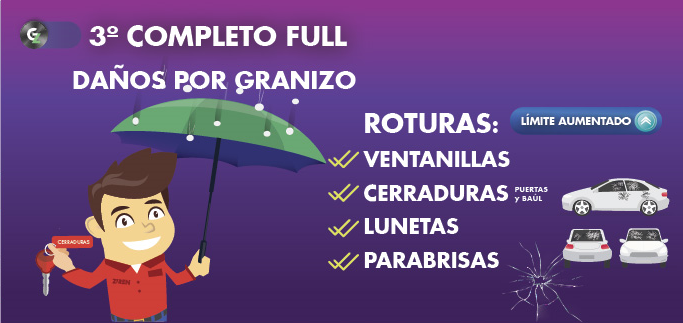 3º COMPLETO FULL
DAÑOS POR GRANIZO
ROTURAS:
LÍMITE AUMENTADO
VENTANILLAS
CERRADURAS
PUERTAS
y BAÚL
LUNETAS
PARABRISAS
CERRADURAS